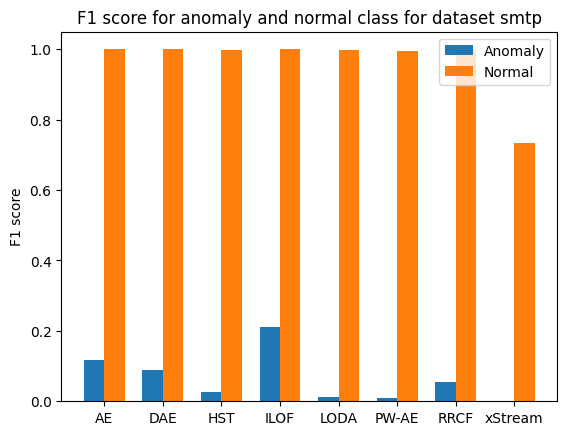 F1 score for anomaly and normal class for dataset smtp
Anomaly
Normal
F1 score
1.0
0.8
0.6
0.4
0.2
0.0
AE DAE HST ILOF LODA PW-AE RRCF xStream